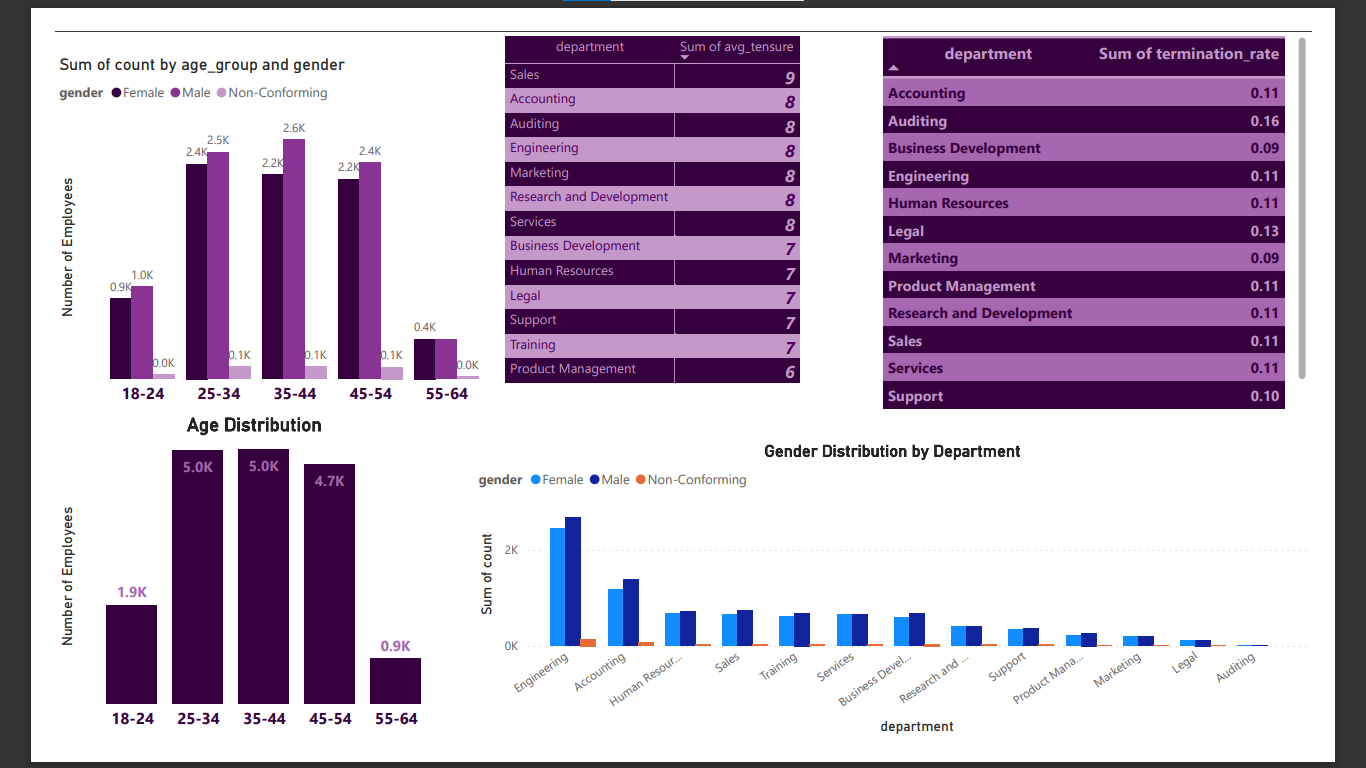 Sum of count by age_group and gender
gender Female Male Non-Conforming
Number of Employees
0.9K 1.0K 0.0K
2.4K 2.5K 0.1K
2.2K 2.6K 0.1K
2.2K 2.4K 0.1K
0.4K 0.0K
18-24 25-34 35-44 45-54 55-64
department Sum of avg_tensure
Sales 9
Accounting 8
Auditing 8
Engineering 8
Marketing 8
Research and Development 8
Services 8
Business Development 7
Human Resources 7
Legal 7
Support 7
Training 7
Product Management 6
department Sum of termination_rate
Accounting 0.11
Auditing 0.16
Business Development 0.09
Engineering 0.11
Human Resources 0.11
Legal 0.13
Marketing 0.09
Product Management 0.11
Research and Development 0.11
Sales 0.11
Services 0.11
Support 0.10
Age Distribution
Number of Employees
1.9K 5.0K 5.0K 4.7K 0.9K
18-24 25-34 35-44 45-54 55-64
Gender Distribution by Department
gender Female Male Non-Conforming
Sum of count
2K
0K
Engineering
Accounting
Human Resour...
Sales
Training
Services
Business Devel...
Research and ...
Support
Product Mana...
Marketing
Legal
Auditing
department